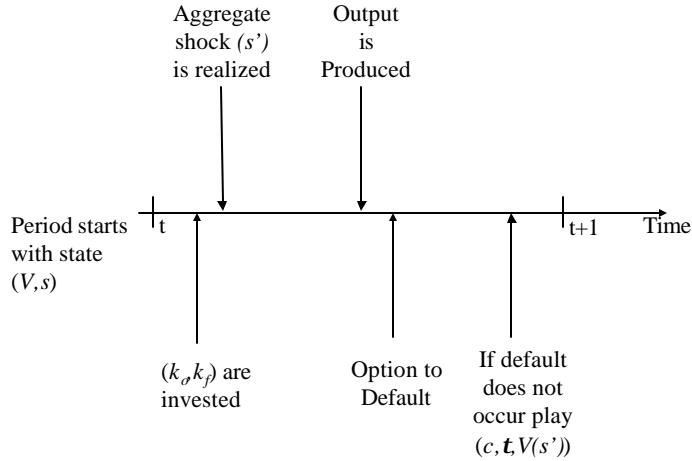 Aggregate
shock (s')
is realized
Output
is
Produced
Period starts
with state
(V,s)
t
t+1
Time
(k_o,k_f) are
invested
Option to
Default
If default
does not
occur play
(c,t,V(s'))